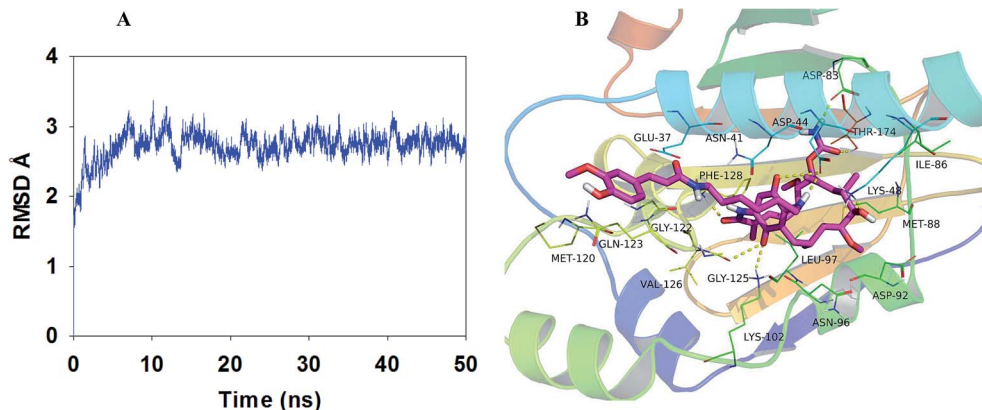 A
B
RMSD Å
4
3
2
1
0
0
10
20
30
40
50
Time (ns)
ASP-83
ASP-44
THR-174
GLU-37
ASN-41
ILE-86
PHE-128
LYS-48
MET-88
GLY-122
GLN-123
MET-120
LEU-97
GLY-125
VAL-126
ASP-92
ASN-96
LYS-102